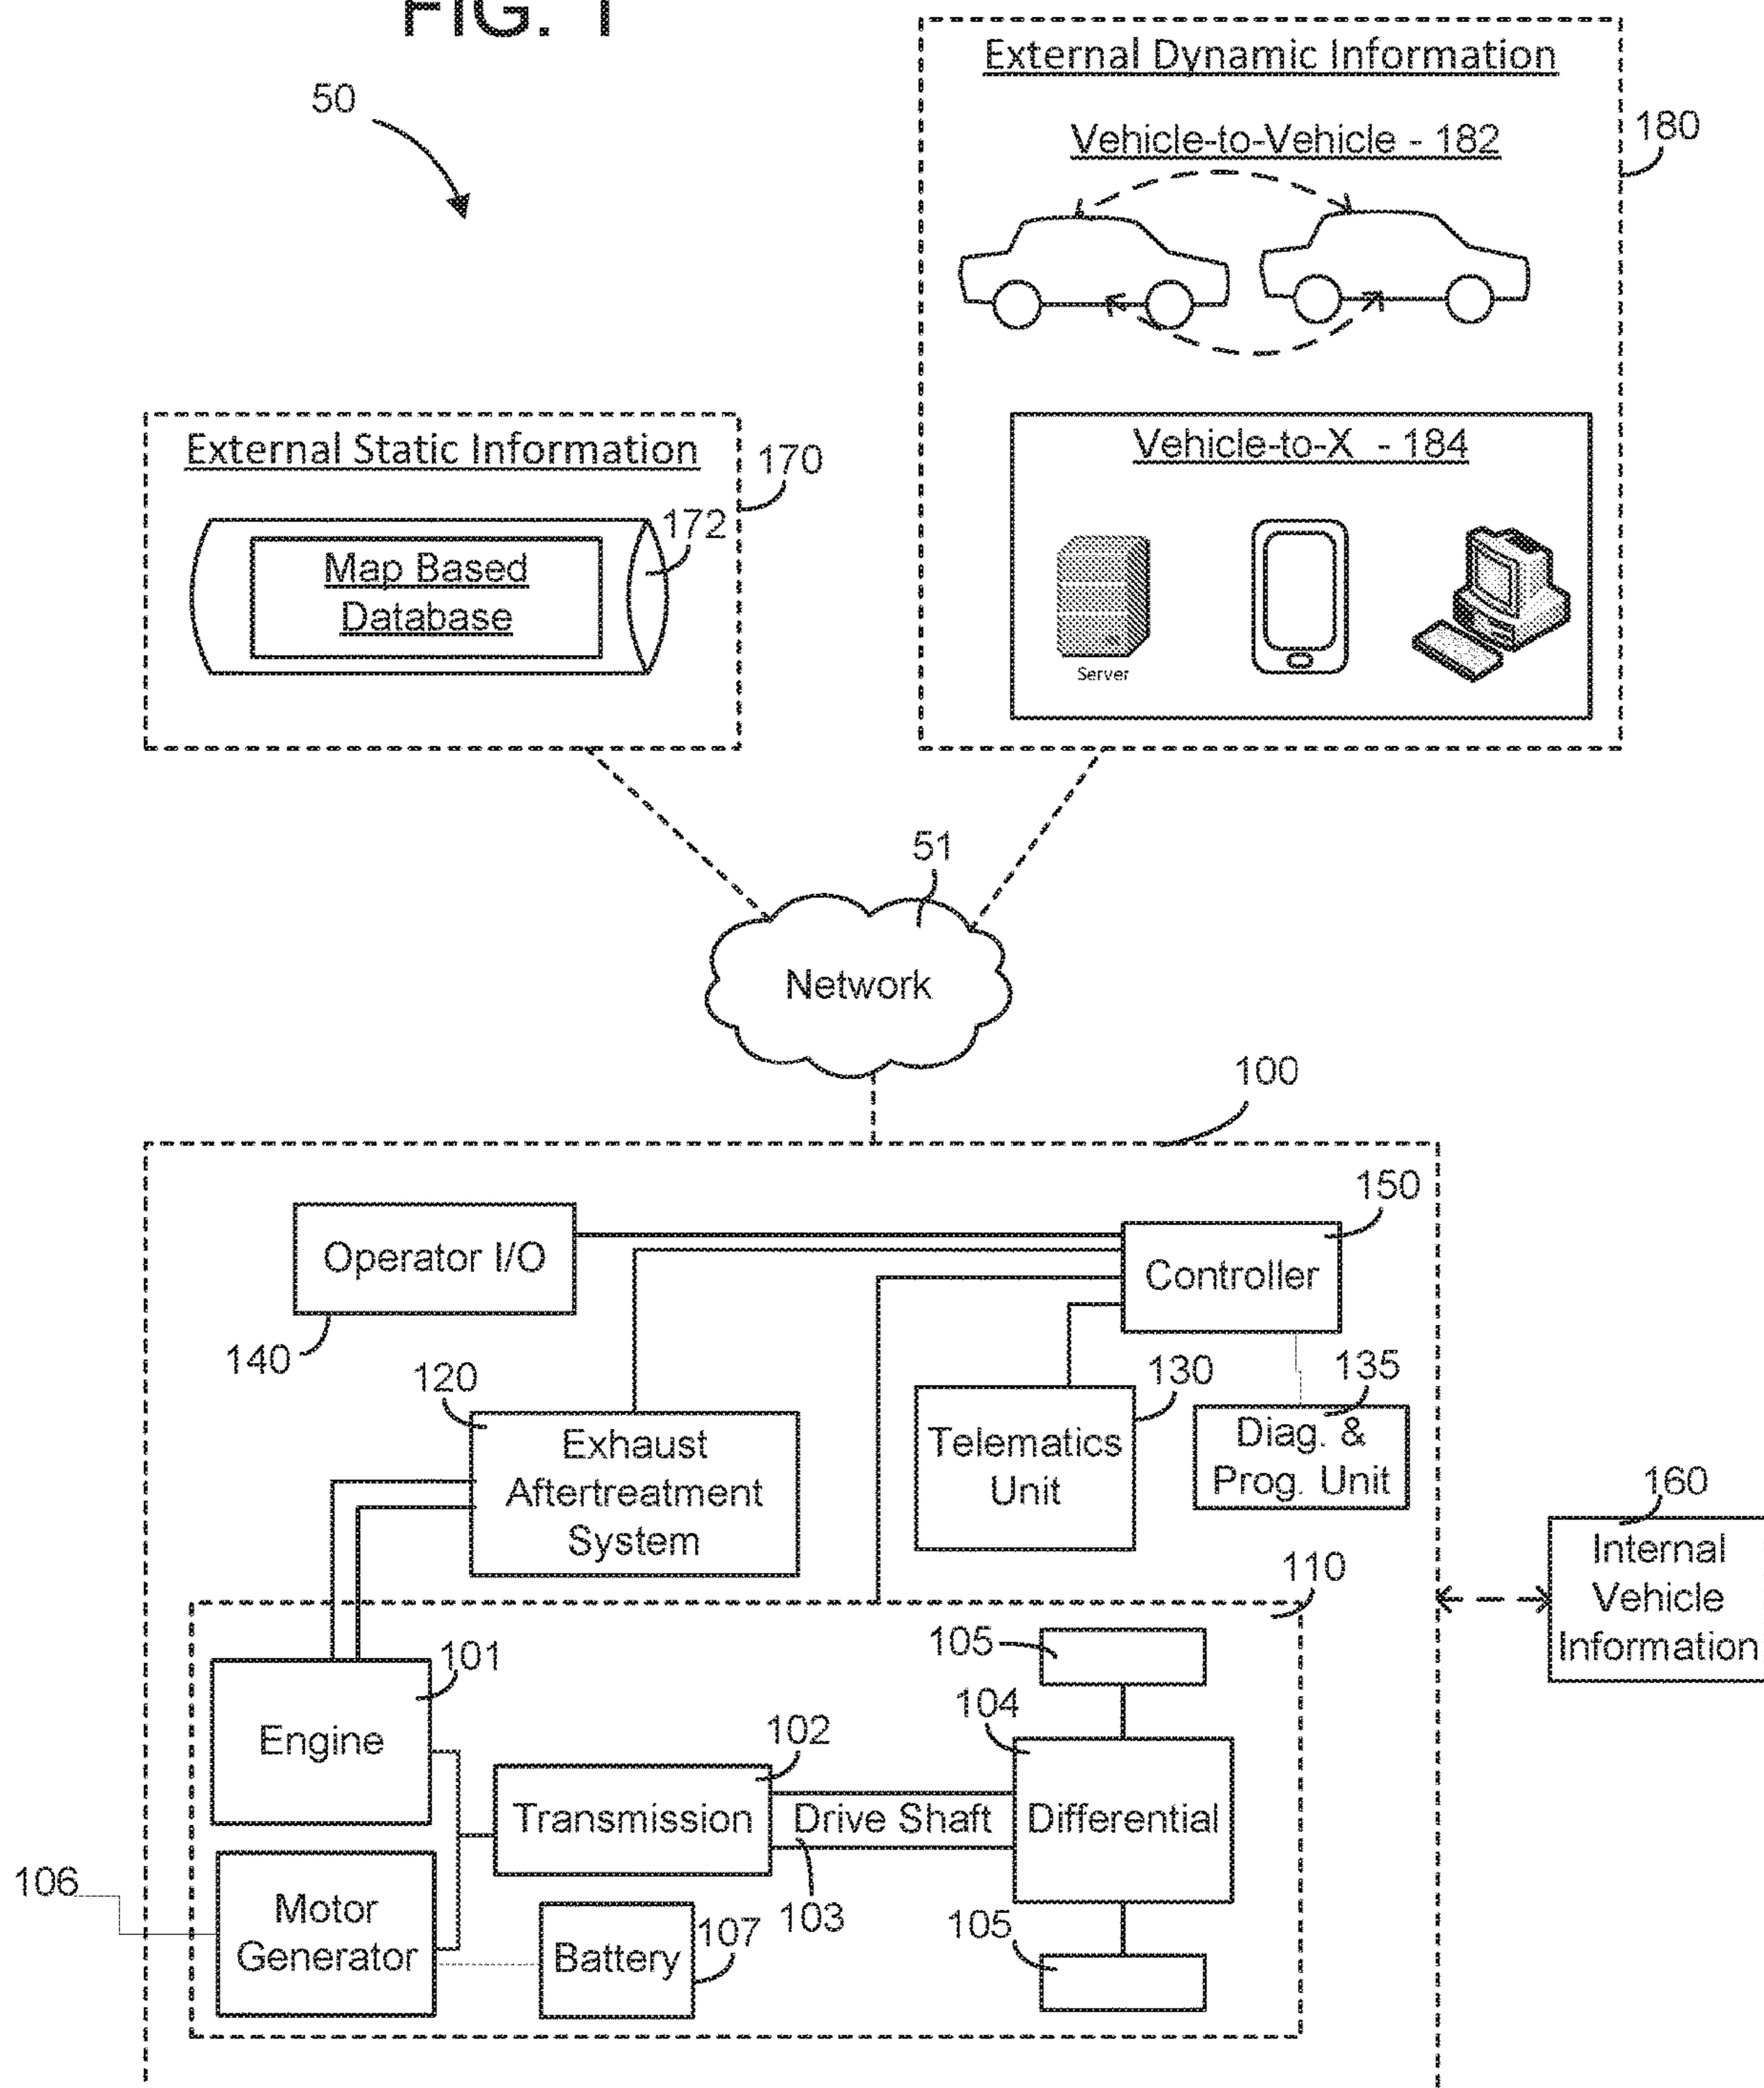 FIG. 1
50
External Dynamic Information
180
Vehicle-to-Vehicle - 182
External Static Information
170
172
Map Based
Database
Vehicle-to-X - 184
Server
51
Network
100
150
Operator I/O
Controller
140
120
130
135
Exhaust
Aftertreatment
System
Telematics
Unit
Diag. &
Prog. Unit
160
Internal
Vehicle
Information
110
101
Engine
105
104
102
Transmission
Drive Shaft
Differential
103
106
Motor
Generator
Battery
107
105